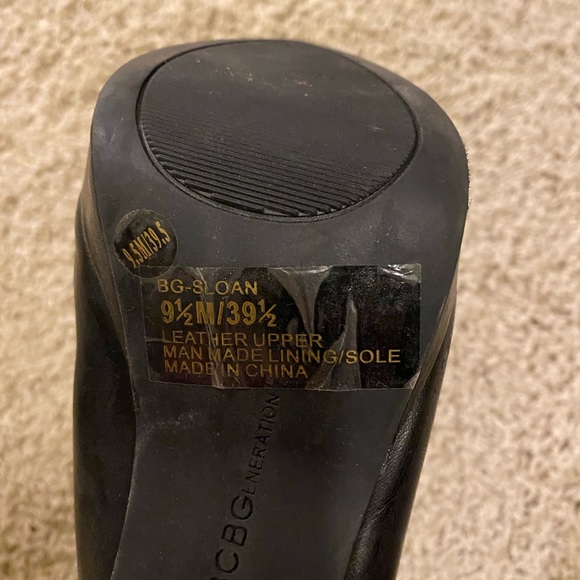 9.5M/39.5
BG-SLOAN
9½M/39½
LEATHER UPPER
MAN MADE LINING/SOLE
MADE IN CHINA
CBGENERATION